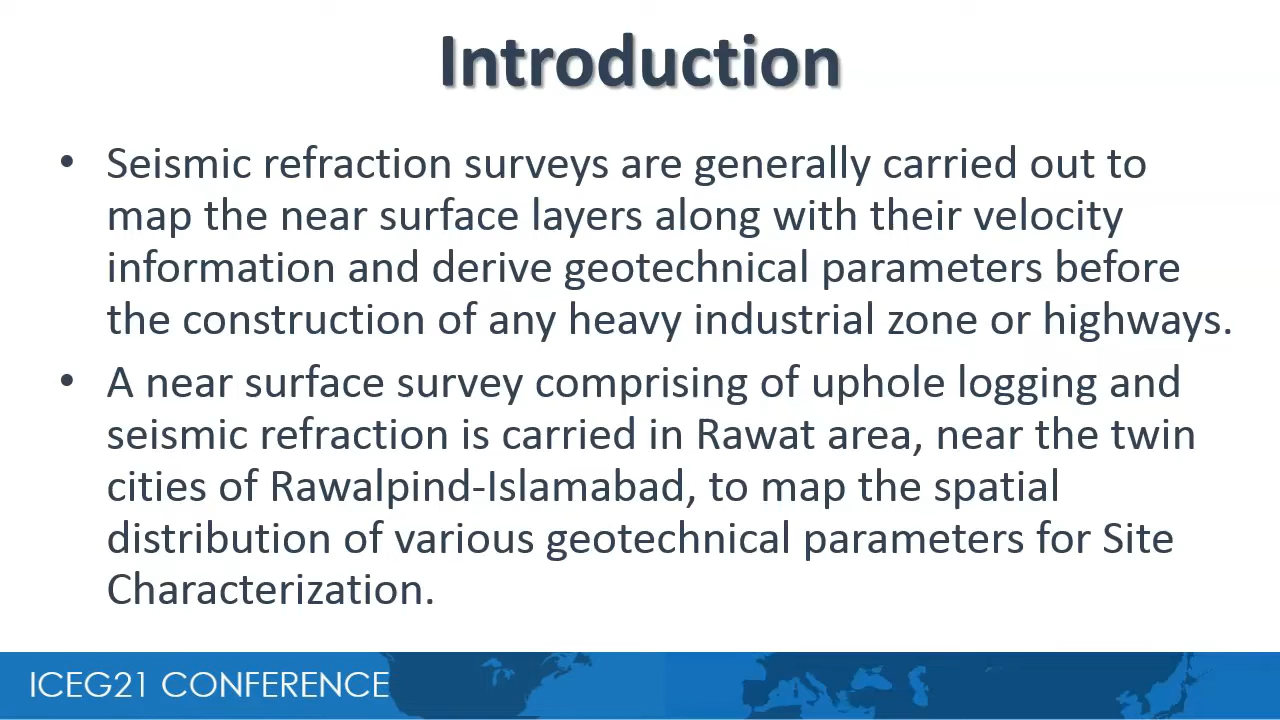 Introduction
• Seismic refraction surveys are generally carried out to
map the near surface layers along with their velocity
information and derive geotechnical parameters before
the construction of any heavy industrial zone or highways.
• A near surface survey comprising of uphole logging and
seismic refraction is carried in Rawat area, near the twin
cities of Rawalpind-Islamabad, to map the spatial
distribution of various geotechnical parameters for Site
Characterization.
ICEG21 CONFERENCE